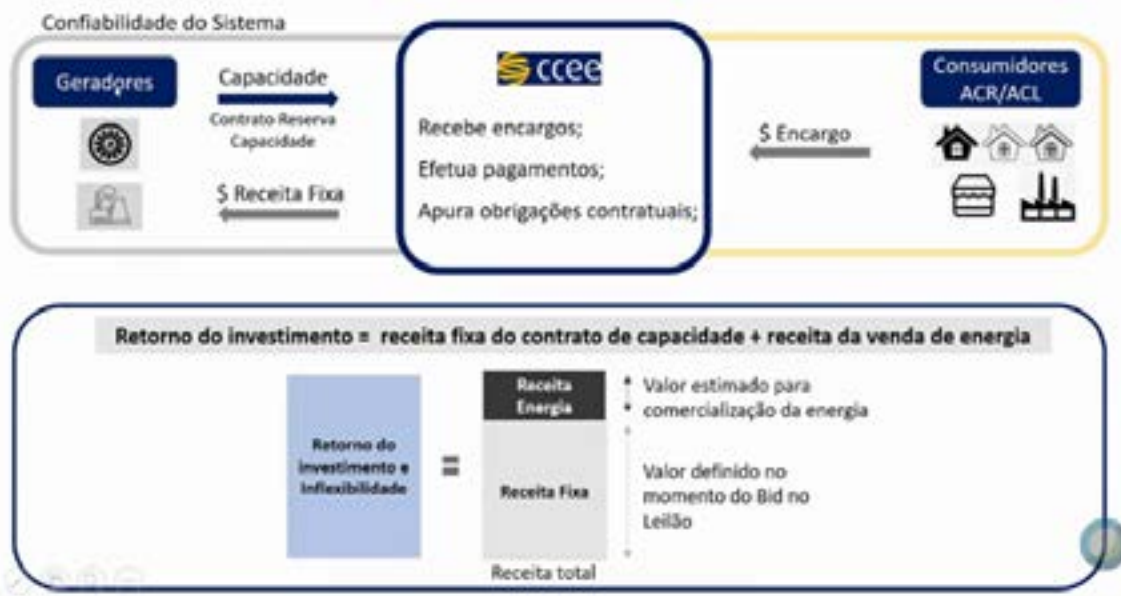 Confiabilidade do Sistema
Geradores
Capacidade
Contrato Reserva
Capacidade
$ Receita Fixa
ccee
Recebe encargos;
Efetua pagamentos;
Apura obrigações contratuais;
$ Encargo
Consumidores
ACR/ACL
Retorno do investimento = receita fixa do contrato de capacidade + receita da venda de energia
Retorno do
investimento e
Inflexibilidade
=
Receita
Energia
Receita Fixa
Receita total
Valor estimado para
comercialização da energia
Valor definido no
momento do Bid no
Leilão